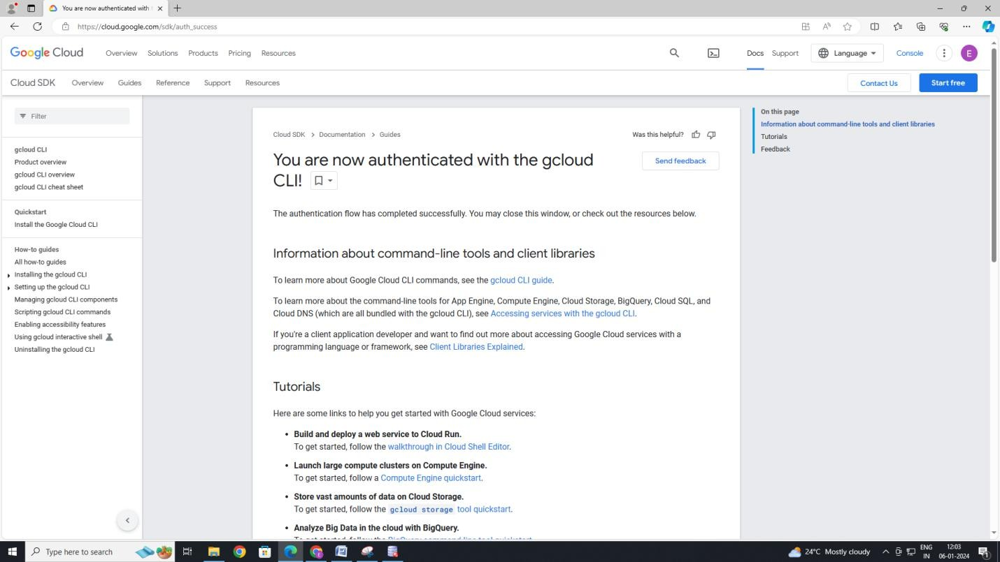 You are now authenticated with
https://cloud.google.com/sdk/auth_success
Google Cloud
Overview
Solutions
Products
Pricing
Resources
Docs
Support
Language
Console
E
Cloud SDK
Overview
Guides
Reference
Support
Resources
Contact Us
Start free
Filter
gcloud CLI
Product overview
gcloud CLI overview
gcloud CLI cheat sheet
Quickstart
Install the Google Cloud CLI
How-to guides
All how-to guides
Installing the gcloud CLI
Setting up the gcloud CLI
Managing gcloud CLI components
Scripting gcloud CLI commands
Enabling accessibility features
Using gcloud interactive shell
Uninstalling the gcloud CLI
Cloud SDK > Documentation > Guides
Was this helpful?
You are now authenticated with the gcloud
CLI!
Send feedback
The authentication flow has completed successfully. You may close this window, or check out the resources below.
Information about command-line tools and client libraries
To learn more about Google Cloud CLI commands, see the gcloud CLI guide.
To learn more about the command-line tools for App Engine, Compute Engine, Cloud Storage, BigQuery, Cloud SQL, and
Cloud DNS (which are all bundled with the gcloud CLI), see Accessing services with the gcloud CLI.
If you're a client application developer and want to find out more about accessing Google Cloud services with a
programming language or framework, see Client Libraries Explained.
Tutorials
Here are some links to help you get started with Google Cloud services:
• Build and deploy a web service to Cloud Run.
To get started, follow the walkthrough in Cloud Shell Editor.
• Launch large compute clusters on Compute Engine.
To get started, follow a Compute Engine quickstart.
• Store vast amounts of data on Cloud Storage.
To get started, follow the gcloud storage tool quickstart.
• Analyze Big Data in the cloud with BigQuery.
To get started, follow the BigQuery command-line tool quickstart.
On this page
Information about command-line tools and client libraries
Tutorials
Feedback
Type here to search
24°C Mostly cloudy
ENG
IN
12:03
06-01-2024